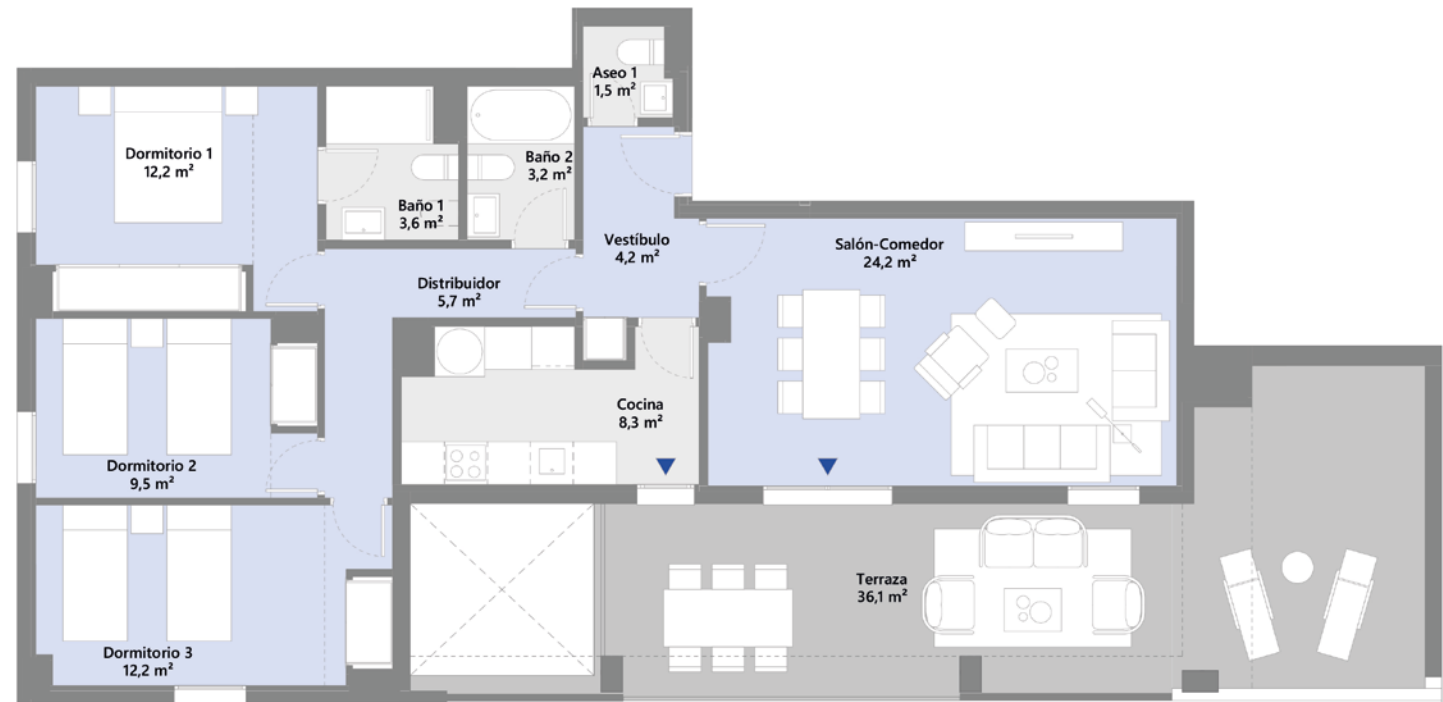 Aseo 1
1,5 m²
Dormitorio 1
12,2 m²
Baño 2
3,2 m²
Baño 1
3,6 m²
Vestíbulo
4,2 m²
Salón-Comedor
24,2 m²
Distribuidor
5,7 m²
Cocina
8,3 m²
Dormitorio 2
9,5 m²
Terraza
36,1 m²
Dormitorio 3
12,2 m²